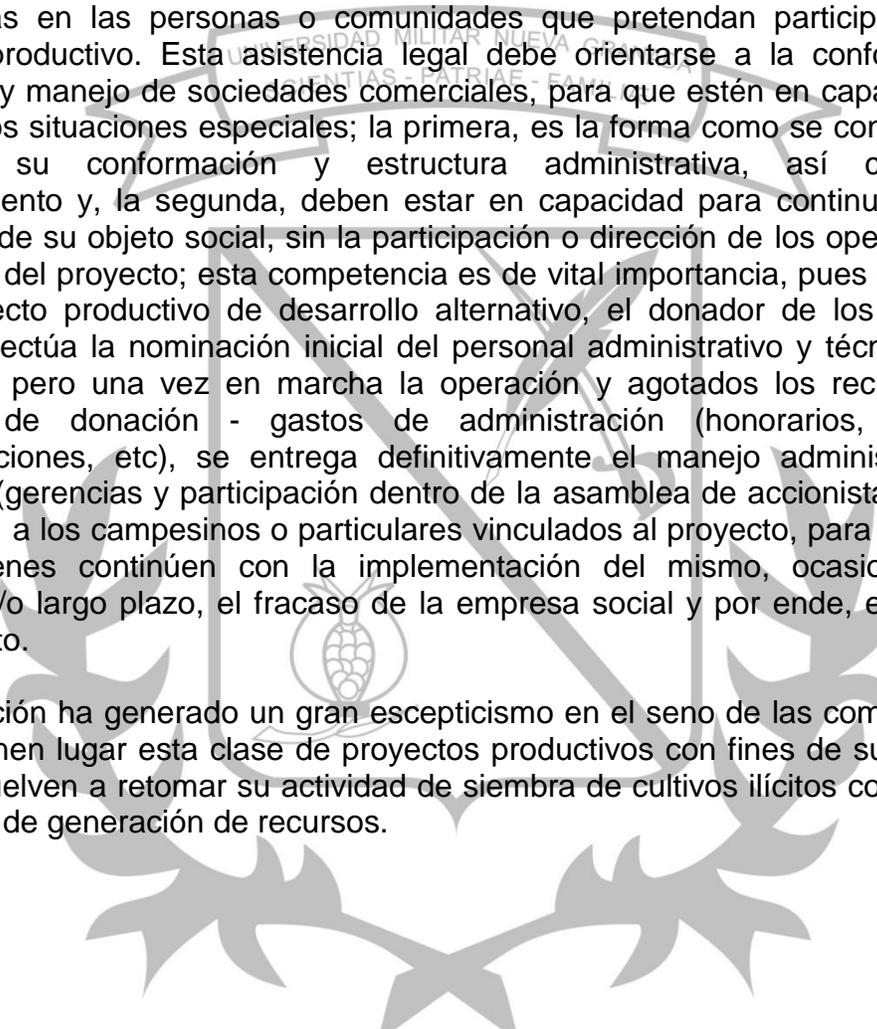 as en las personas o comunidades que pretendan particip
productivo. Esta asistencia legal debe orientarse a la confo
y manejo de sociedades comerciales, para que estén en capa
os situaciones especiales; la primera, es la forma como se con
su conformación y estructura administrativa, así c
ento y, la segunda, deben estar en capacidad para continu
de su objeto social, sin la participación o dirección de los ope
del proyecto; esta competencia es de vital importancia, pues
ecto productivo de desarrollo alternativo, el donador de los
ectúa la nominación inicial del personal administrativo y técn
pero una vez en marcha la operación y agotados los rec
de donación - gastos de administración (honorarios,
ciones, etc), se entrega definitivamente el manejo adminis
(gerencias y participación dentro de la asamblea de accionista
a los campesinos o particulares vinculados al proyecto, para
enes continúen con la implementación del mismo, ocasio
/o largo plazo, el fracaso de la empresa social y por ende, e
to.
ción ha generado un gran escepticismo en el seno de las com
nen lugar esta clase de proyectos productivos con fines de su
uelven a retomar su actividad de siembra de cultivos ilícitos co
de generación de recursos.
UNIVERSIDAD MILITAR NUEVA GRANADA
SCIENTIAS - PATRIAE - FAMILIAS